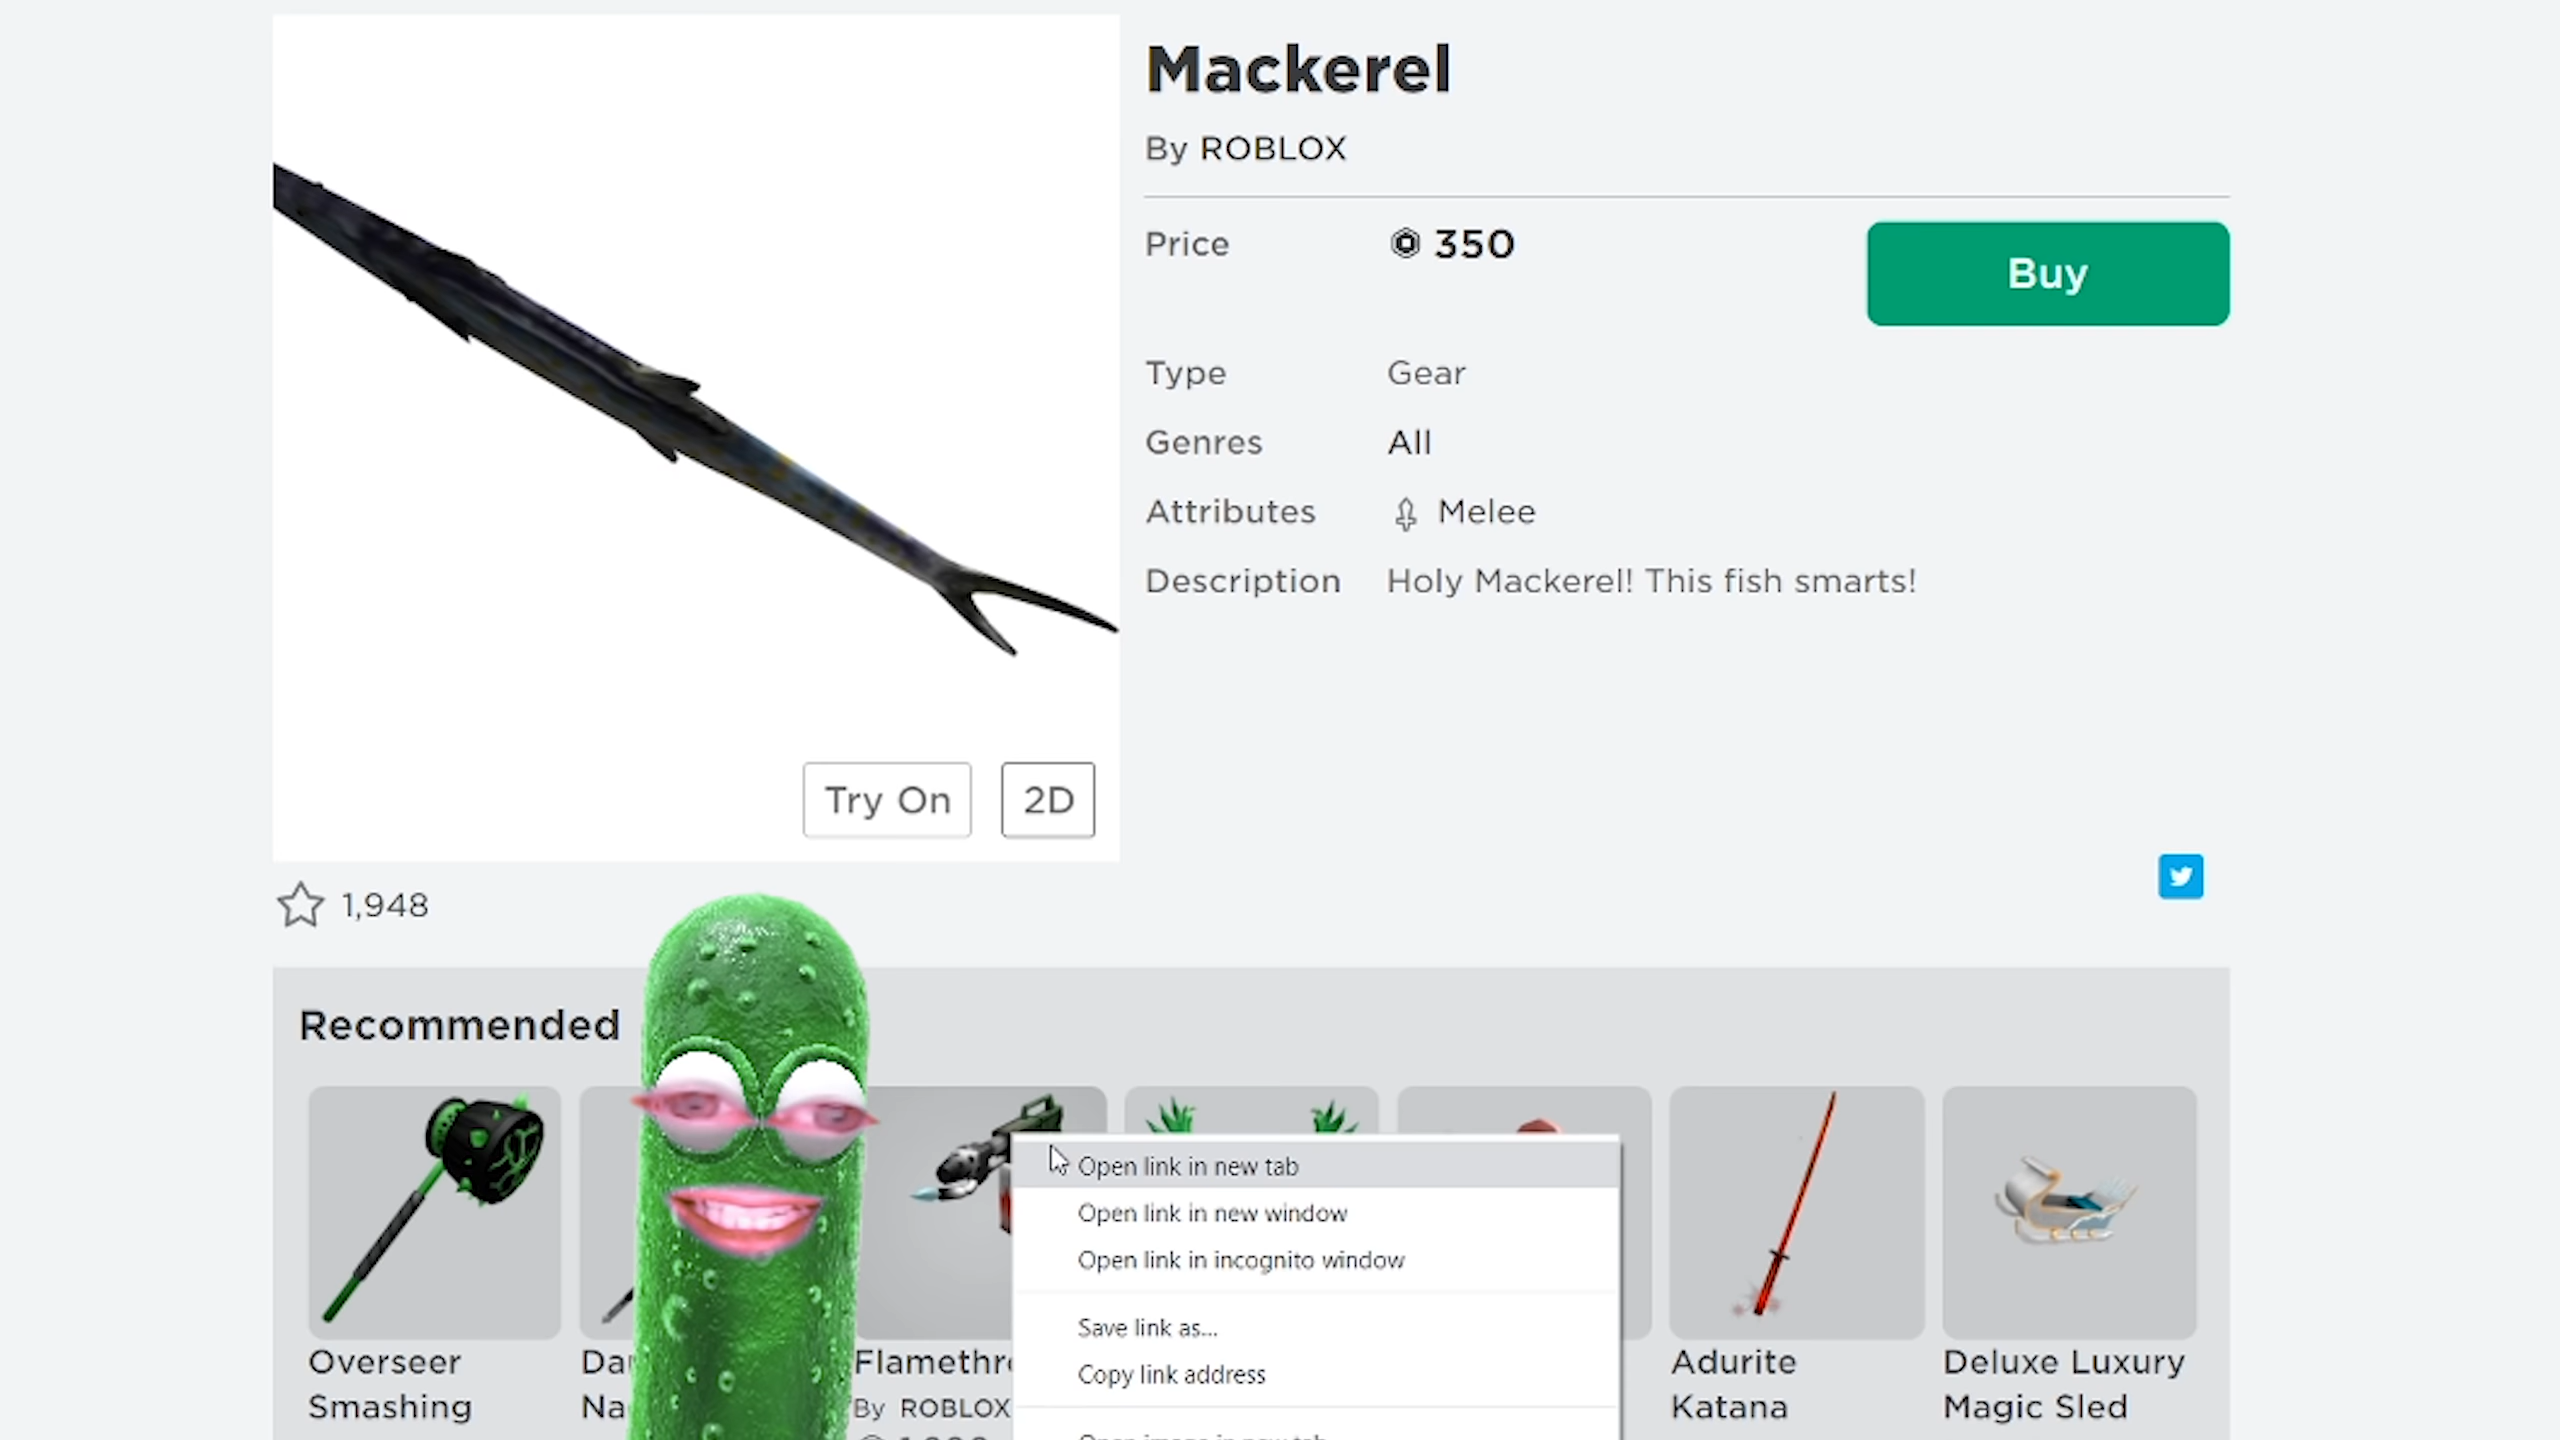 Mackerel
By ROBLOX
Price 350
Buy
Type Gear
Genres All
Attributes Melee
Description Holy Mackerel! This fish smarts!
Try On 2D
1,948
Recommended
Open link in new tab
Open link in new window
Open link in incognito window
Save link as...
Copy link address
Overseer
Smashing
By ROBLOX
Adurite
Katana
Deluxe Luxury
Magic Sled